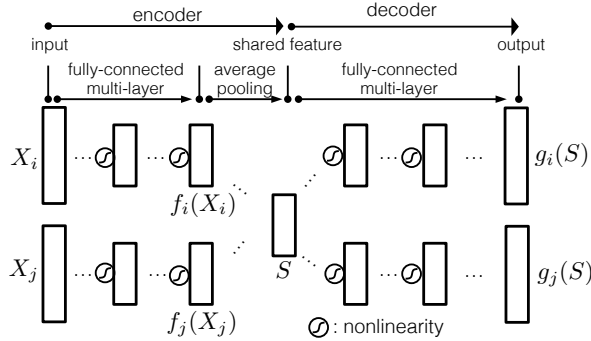 encoder
decoder
input
shared feature
output
fully-connected
multi-layer
average
pooling
fully-connected
multi-layer
X_i
... ... ... ... ... ...
g_i(S)
f_i(X_i)
S
X_j
... ... ... ... ... ...
g_j(S)
f_j(X_j)
: nonlinearity